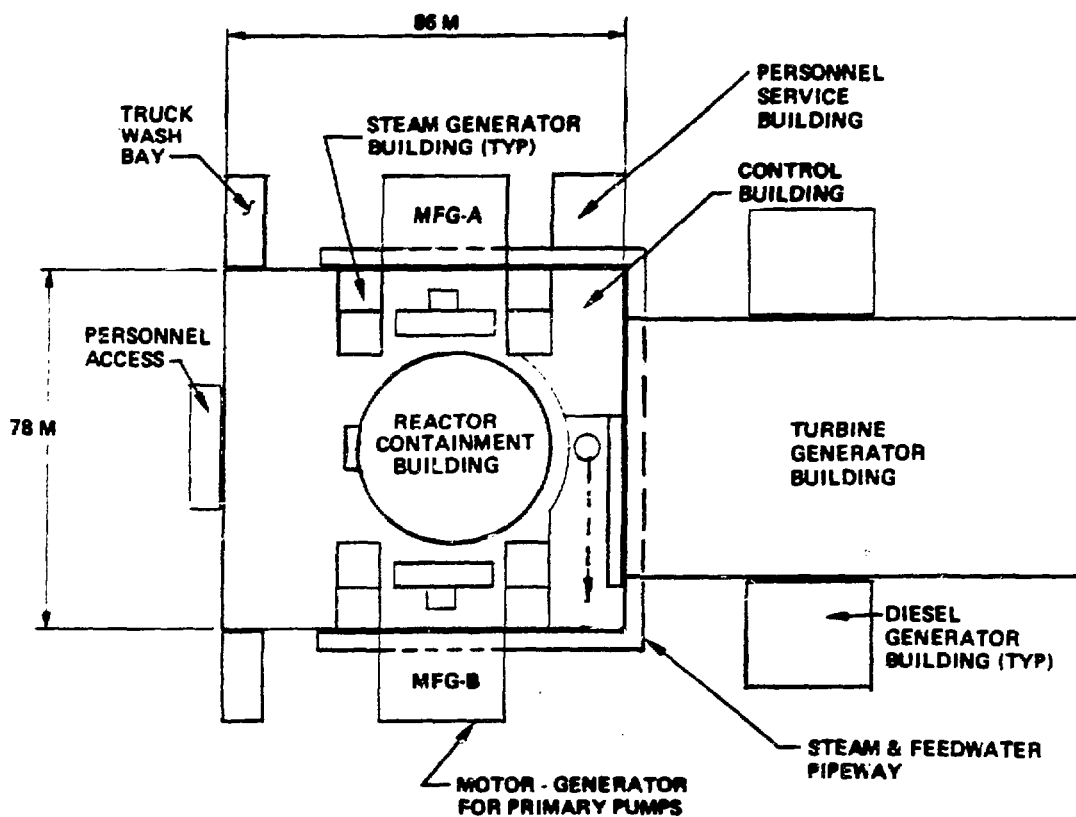 86 M
PERSONNEL
SERVICE
BUILDING
TRUCK
WASH
BAY
STEAM GENERATOR
BUILDING (TYP)
CONTROL
BUILDING
MFG-A
PERSONNEL
ACCESS
78 M
REACTOR
CONTAINMENT
BUILDING
TURBINE
GENERATOR
BUILDING
DIESEL
GENERATOR
BUILDING (TYP)
MFG-B
STEAM & FEEDWATER
PIPEWAY
MOTOR - GENERATOR
FOR PRIMARY PUMPS